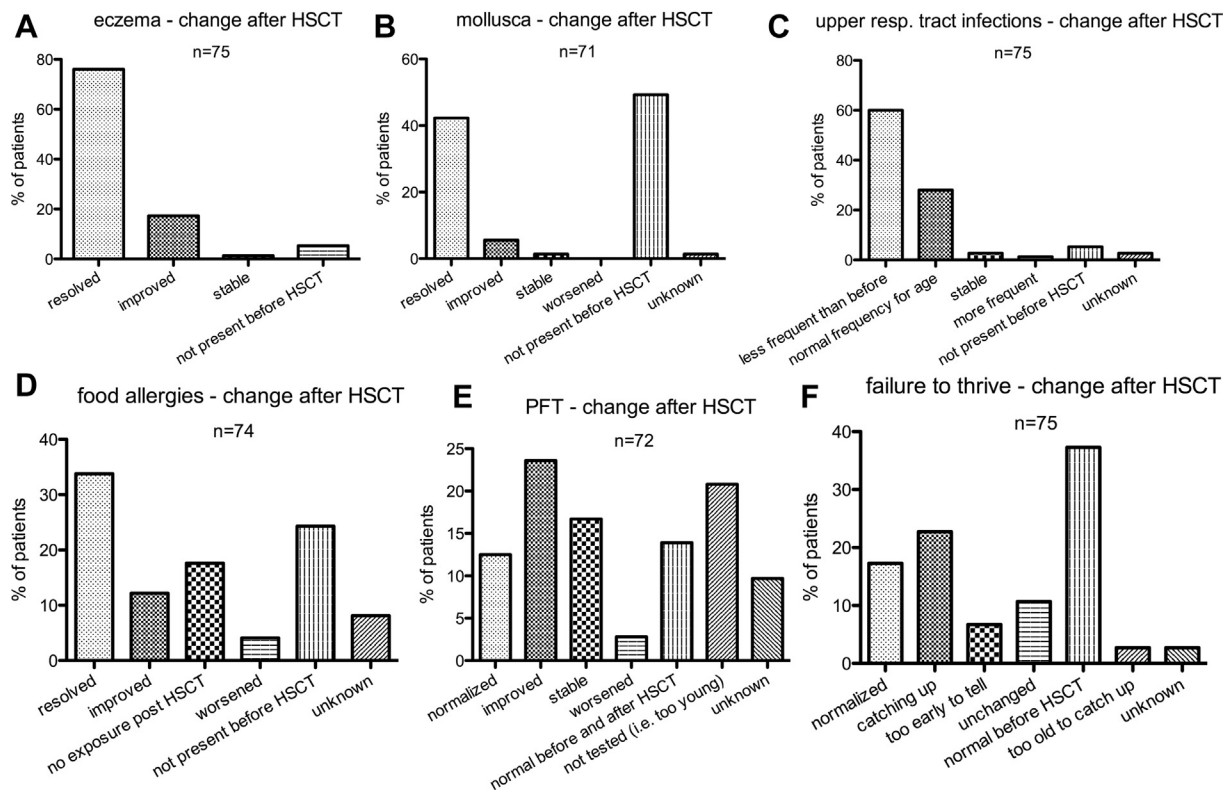 A
eczema - change after HSCT
n=75
% of patients
80
60
40
20
0
resolved
improved
stable
not present before HSCT
B
mollusca - change after HSCT
n=71
% of patients
60
40
20
0
resolved
improved
stable
worsened
not present before HSCT
unknown
C
upper resp. tract infections - change after HSCT
n=75
% of patients
80
60
40
20
0
less frequent than before
normal frequency for age
stable
more frequent
not present before HSCT
unknown
D
food allergies - change after HSCT
n=74
% of patients
40
30
20
10
0
resolved
improved
no exposure post HSCT
worsened
not present before HSCT
unknown
E
PFT - change after HSCT
n=72
% of patients
25
20
15
10
5
0
normalized
improved
stable
worsened
normal before and after HSCT
not tested (i.e. too young)
unknown
F
failure to thrive - change after HSCT
n=75
% of patients
40
30
20
10
0
normalized
catching up
too early to tell
unchanged
normal before HSCT
too old to catch up
unknown